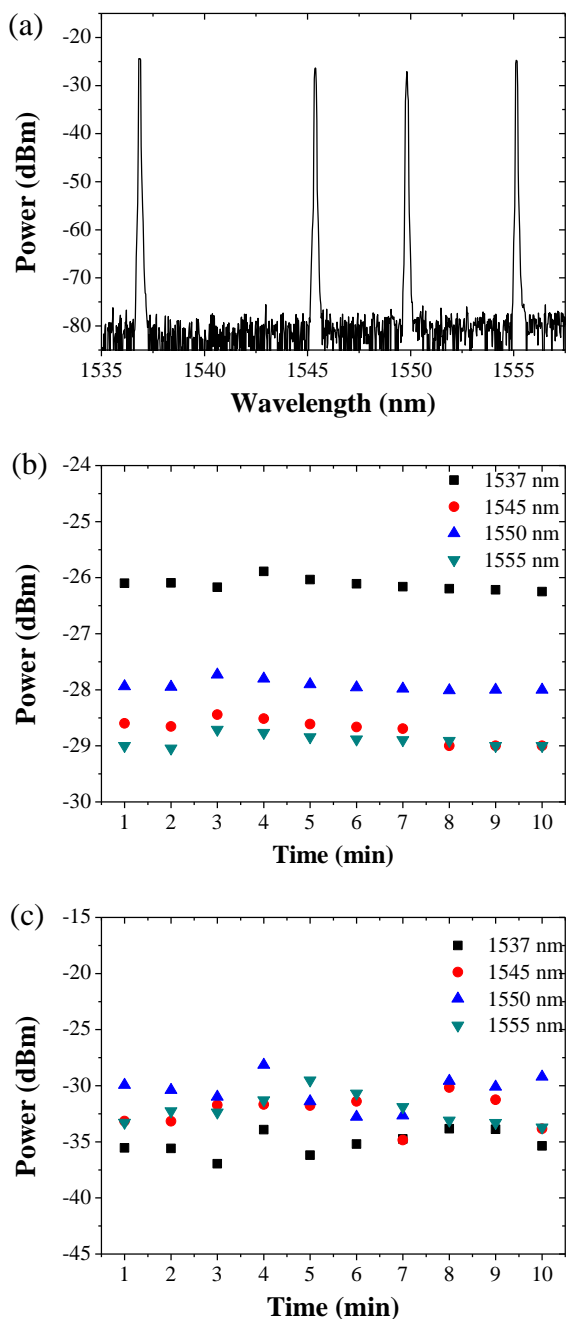 (a)
-20
-30
-40
-50
-60
-70
-80
Power (dBm)
1535 1540 1545 1550 1555
Wavelength (nm)
(b)
-24
-25
-26
-27
-28
-29
-30
Power (dBm)
1537 nm
1545 nm
1550 nm
1555 nm
1 2 3 4 5 6 7 8 9 10
Time (min)
(c)
-15
-20
-25
-30
-35
-40
-45
Power (dBm)
1537 nm
1545 nm
1550 nm
1555 nm
1 2 3 4 5 6 7 8 9 10
Time (min)